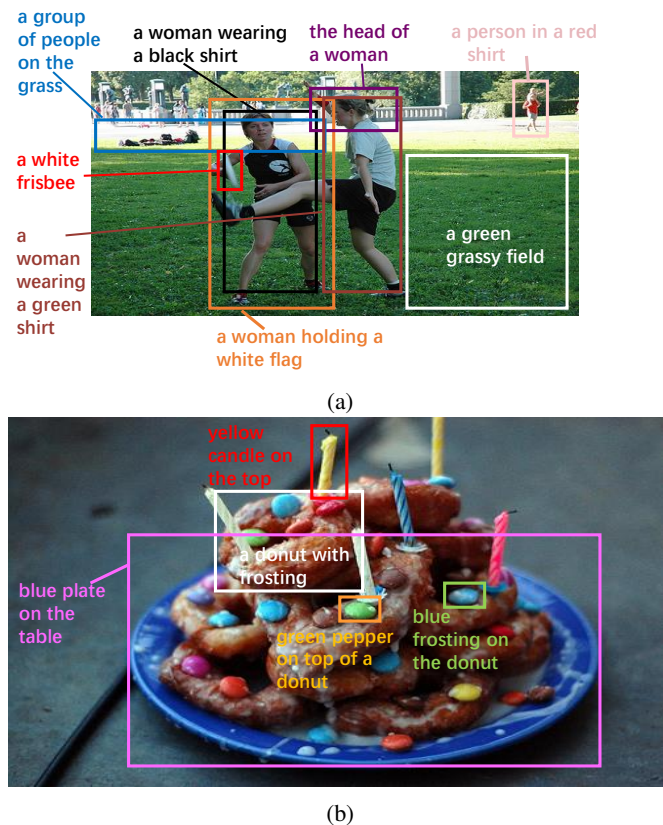 a group
of people
on the
grass
a woman wearing
a black shirt
the head of
a woman
a person in a red
shirt
a white
frisbee
a
woman
wearing
a green
shirt
a green
grassy field
a woman holding a
white flag
(a)
yellow
candle on
the top
a donut with
frosting
blue plate
on the
table
green pepper
on top of a
donut
blue
frosting on
the donut
(b)